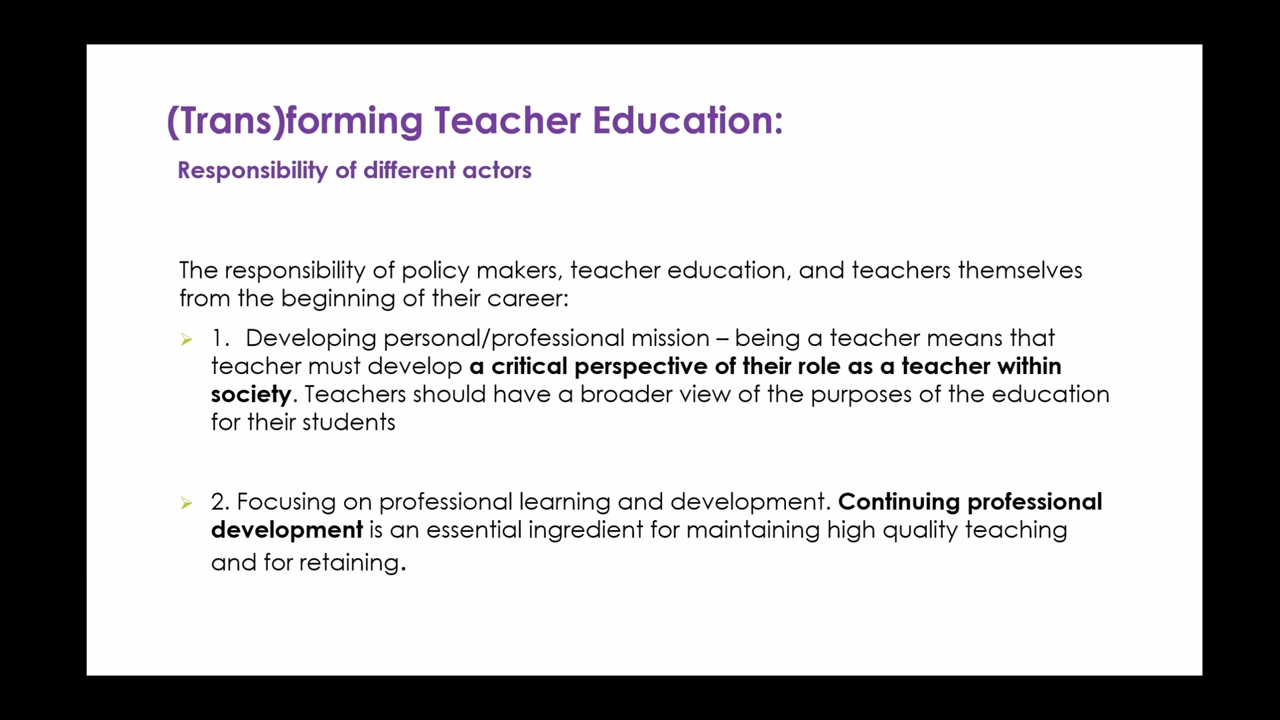 (Trans)forming Teacher Education:
Responsibility of different actors
The responsibility of policy makers, teacher education, and teachers themselves
from the beginning of their career:
1. Developing personal/professional mission – being a teacher means that
teacher must develop a critical perspective of their role as a teacher within
society. Teachers should have a broader view of the purposes of the education
for their students
2. Focusing on professional learning and development. Continuing professional
development is an essential ingredient for maintaining high quality teaching
and for retaining.